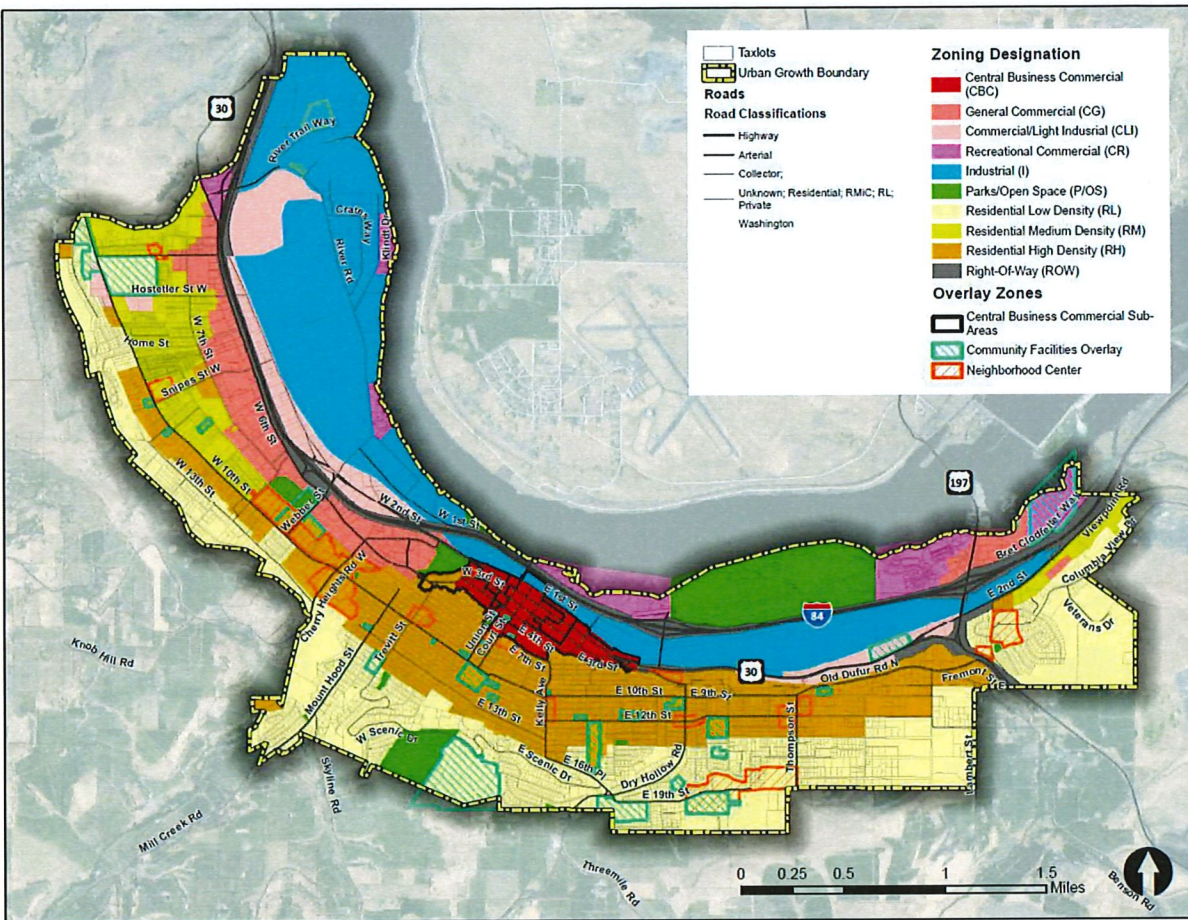 Taxlots
Urban Growth Boundary
Roads
Road Classifications
Highway
Arterial
Collector;
Unknown; Residential; RMiC; RL;
Private
Washington
Zoning Designation
Central Business Commercial
(CBC)
General Commercial (CG)
Commercial/Light Indusrial (CLI)
Recreational Commercial (CR)
Industrial (I)
Parks/Open Space (P/OS)
Residential Low Density (RL)
Residential Medium Density (RM)
Residential High Density (RH)
Right-Of-Way (ROW)
Overlay Zones
Central Business Commercial Sub-
Areas
Community Facilities Overlay
Neighborhood Center
30
River Trail Way
Crates Way
Klindt Dr
River Rd
Hostetler St W
W 7th St
Home St
Snipes St W
W 6th St
W 10th St
W 13th St
Webber St
W 2nd St
W 1st St
197
Bret Clodfelter Way
Viewpoint Rd
Columbia View Dr
E 2nd St
Veterans Dr
W 3rd St
E 1st St
Cherry Heights Rd W
Union St
Court St
E 4th St
E 3rd St
E 7th St
84
30
Old Dufur Rd N
Fremont St E
Knob Hill Rd
Trevitt St
Mount Hood St
E 10th St
E 9th St
E 12th St
E 13th St
Kelly Ave
Thompson St
Lambert St
W Scenic Dr
E Scenic Dr
E 16th Pl
Dry Hollow Rd
E 19th St
Skyline Rd
Mill Creek Rd
Threemile Rd
Benson Rd
0 0.25 0.5 1 1.5
Miles